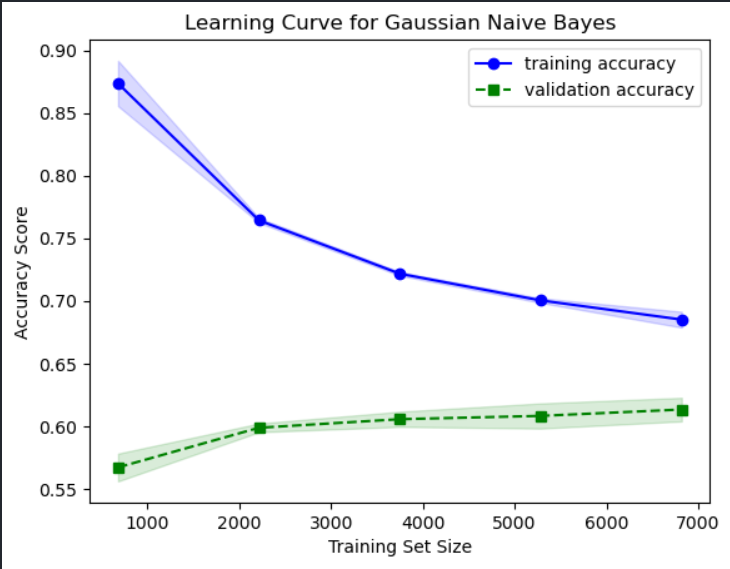 Learning Curve for Gaussian Naive Bayes
training accuracy
validation accuracy
Accuracy Score
0.90
0.85
0.80
0.75
0.70
0.65
0.60
0.55
1000 2000 3000 4000 5000 6000 7000
Training Set Size